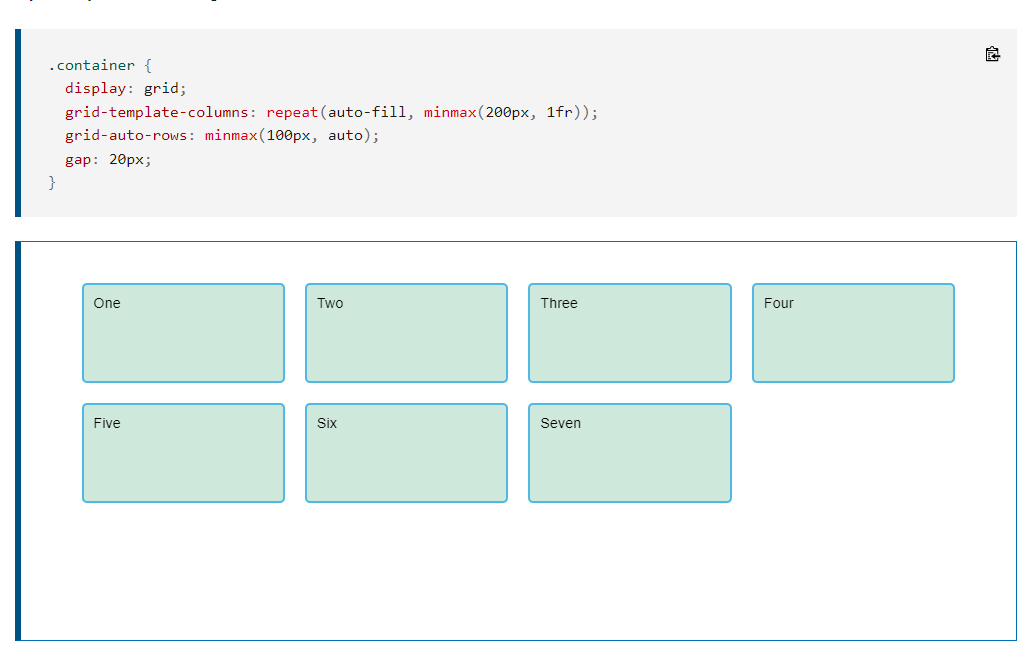 .container {
  display: grid;
  grid-template-columns: repeat(auto-fill, minmax(200px, 1fr));
  grid-auto-rows: minmax(100px, auto);
  gap: 20px;
}
One Two Three Four
Five Six Seven